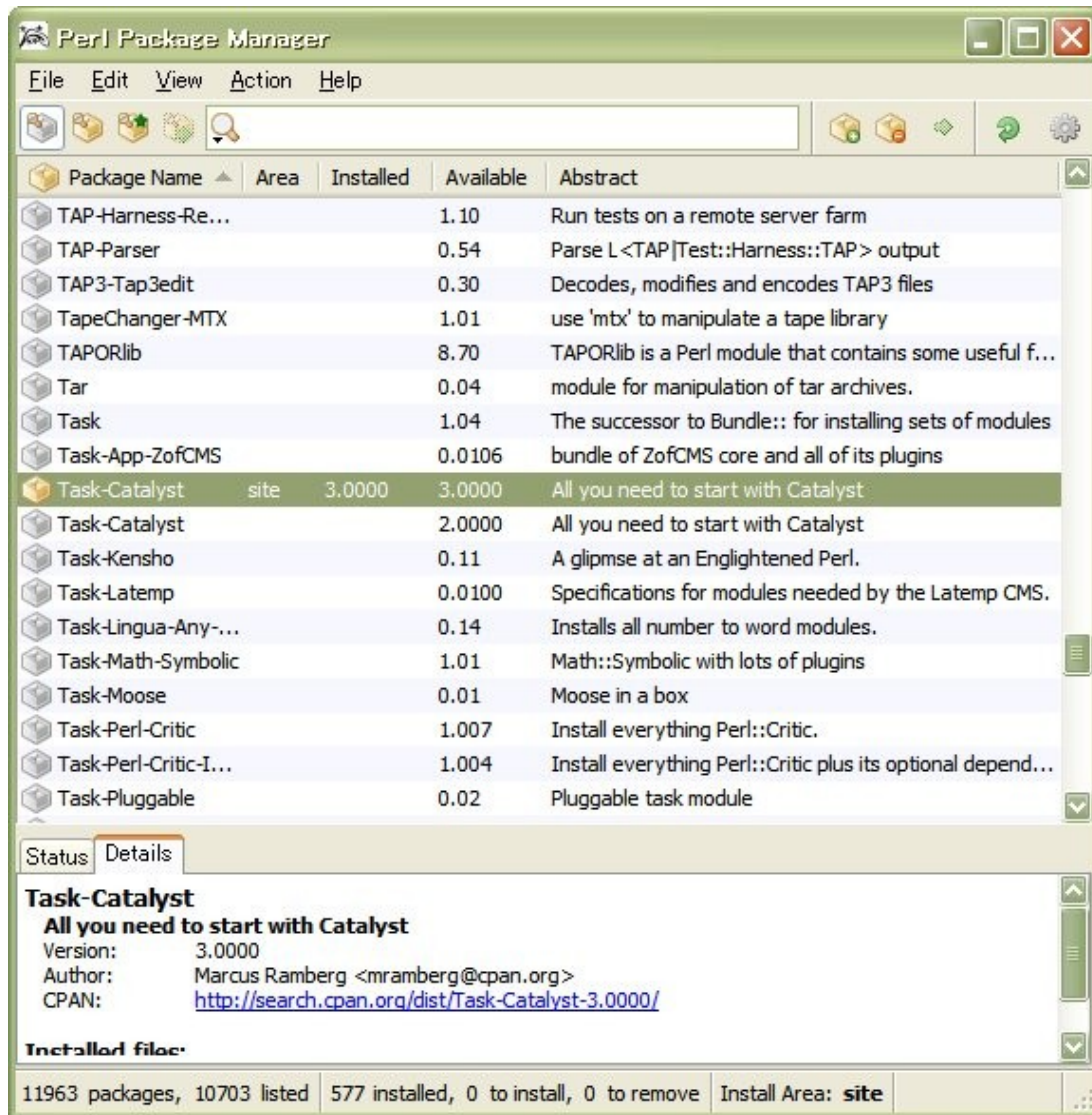 Perl Package Manager
File Edit View Action Help
Package Name Area Installed Available Abstract
TAP-Harness-Re... 1.10 Run tests on a remote server farm
TAP-Parser 0.54 Parse L<TAP|Test::Harness::TAP> output
TAP3-Tap3edit 0.30 Decodes, modifies and encodes TAP3 files
TapeChanger-MTX 1.01 use 'mtx' to manipulate a tape library
TAPORlib 8.70 TAPORlib is a Perl module that contains some useful f...
Tar 0.04 module for manipulation of tar archives.
Task 1.04 The successor to Bundle:: for installing sets of modules
Task-App-ZofCMS 0.0106 bundle of ZofCMS core and all of its plugins
Task-Catalyst site 3.0000 3.0000 All you need to start with Catalyst
Task-Catalyst 2.0000 All you need to start with Catalyst
Task-Kensho 0.11 A glipmse at an Englightened Perl.
Task-Latemp 0.0100 Specifications for modules needed by the Latemp CMS.
Task-Lingua-Any-... 0.14 Installs all number to word modules.
Task-Math-Symbolic 1.01 Math::Symbolic with lots of plugins
Task-Moose 0.01 Moose in a box
Task-Perl-Critic 1.007 Install everything Perl::Critic.
Task-Perl-Critic-I... 1.004 Install everything Perl::Critic plus its optional depend...
Task-Pluggable 0.02 Pluggable task module
Status Details
Task-Catalyst
All you need to start with Catalyst
Version: 3.0000
Author: Marcus Ramberg <mramberg@cpan.org>
CPAN: http://search.cpan.org/dist/Task-Catalyst-3.0000/
Installed files:
11963 packages, 10703 listed 577 installed, 0 to install, 0 to remove Install Area: site